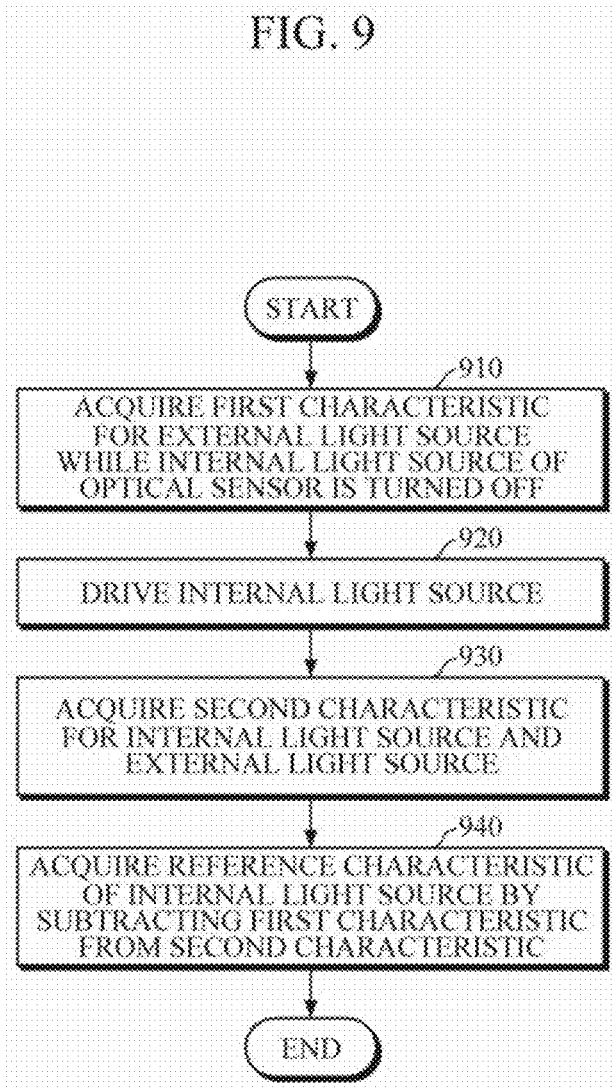 FIG. 9
START
910
ACQUIRE FIRST CHARACTERISTIC
FOR EXTERNAL LIGHT SOURCE
WHILE INTERNAL LIGHT SOURCE OF
OPTICAL SENSOR IS TURNED OFF
920
DRIVE INTERNAL LIGHT SOURCE
930
ACQUIRE SECOND CHARACTERISTIC
FOR INTERNAL LIGHT SOURCE AND
EXTERNAL LIGHT SOURCE
940
ACQUIRE REFERENCE CHARACTERISTIC
OF INTERNAL LIGHT SOURCE BY
SUBTRACTING FIRST CHARACTERISTIC
FROM SECOND CHARACTERISTIC
END